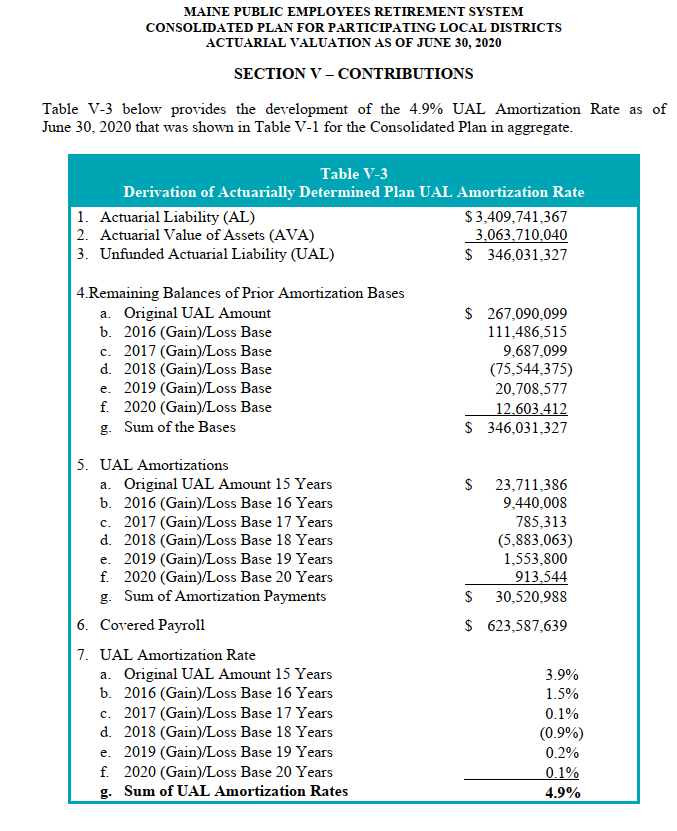 MAINE PUBLIC EMPLOYEES RETIREMENT SYSTEM
CONSOLIDATED PLAN FOR PARTICIPATING LOCAL DISTRICTS
ACTUARIAL VALUATION AS OF JUNE 30, 2020
SECTION V – CONTRIBUTIONS
Table V-3 below provides the development of the 4.9% UAL Amortization Rate as of
June 30, 2020 that was shown in Table V-1 for the Consolidated Plan in aggregate.
Table V-3
Derivation of Actuarially Determined Plan UAL Amortization Rate
1. Actuarial Liability (AL) $ 3,409,741,367
2. Actuarial Value of Assets (AVA) 3,063,710,040
3. Unfunded Actuarial Liability (UAL) $ 346,031,327
4.Remaining Balances of Prior Amortization Bases
a. Original UAL Amount $ 267,090,099
b. 2016 (Gain)/Loss Base 111,486,515
c. 2017 (Gain)/Loss Base 9,687,099
d. 2018 (Gain)/Loss Base (75,544,375)
e. 2019 (Gain)/Loss Base 20,708,577
f. 2020 (Gain)/Loss Base 12,603,412
g. Sum of the Bases $ 346,031,327
5. UAL Amortizations
a. Original UAL Amount 15 Years $ 23,711,386
b. 2016 (Gain)/Loss Base 16 Years 9,440,008
c. 2017 (Gain)/Loss Base 17 Years 785,313
d. 2018 (Gain)/Loss Base 18 Years (5,883,063)
e. 2019 (Gain)/Loss Base 19 Years 1,553,800
f. 2020 (Gain)/Loss Base 20 Years 913,544
g. Sum of Amortization Payments $ 30,520,988
6. Covered Payroll $ 623,587,639
7. UAL Amortization Rate
a. Original UAL Amount 15 Years 3.9%
b. 2016 (Gain)/Loss Base 16 Years 1.5%
c. 2017 (Gain)/Loss Base 17 Years 0.1%
d. 2018 (Gain)/Loss Base 18 Years (0.9%)
e. 2019 (Gain)/Loss Base 19 Years 0.2%
f. 2020 (Gain)/Loss Base 20 Years 0.1%
g. Sum of UAL Amortization Rates 4.9%